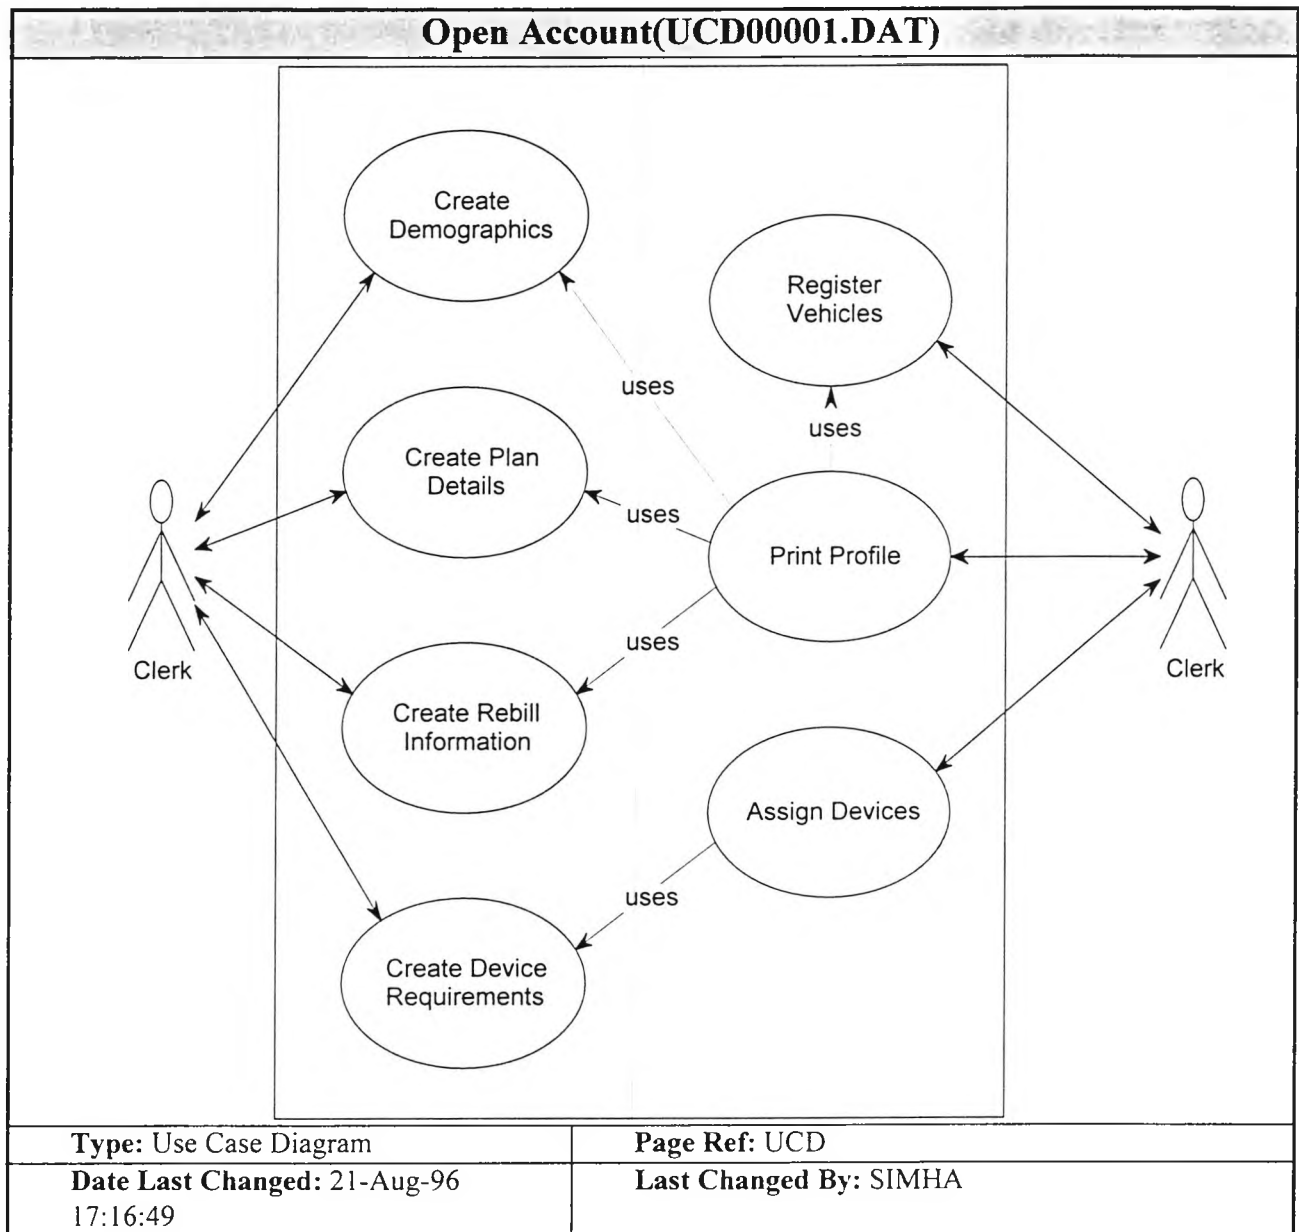 Open Account(UCD00001.DAT)
Create
Demographics
Register
Vehicles
uses
uses
Create Plan
Details
uses
Print Profile
Clerk
Clerk
uses
Create Rebill
Information
Assign Devices
uses
Create Device
Requirements
Type: Use Case Diagram
Page Ref: UCD
Date Last Changed: 21-Aug-96
17:16:49
Last Changed By: SIMHA